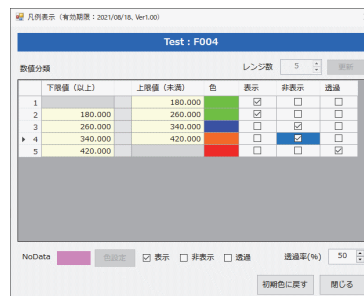 凡例表示（有効期限：2021/08/18、Ver1.00）
Test : F004
数値分類 レンジ数 5 更新
下限値（以上） 上限値（未満） 色 表示 非表示 透過
1 180.000
2 180.000 260.000
3 260.000 340.000
4 340.000 420.000
5 420.000
NoData 色設定 表示 非表示 透過 透過率(%) 50
初期色に戻す 閉じる